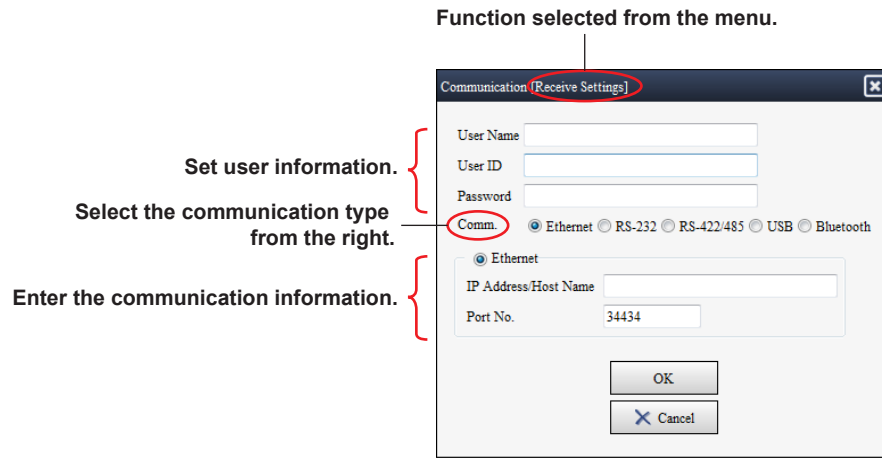 Function selected from the menu.
Communication [Receive Settings]
User Name
Set user information.
User ID
Password
Select the communication type
from the right.
Comm.
Ethernet RS-232 RS-422/485 USB Bluetooth
Ethernet
Enter the communication information.
IP Address/Host Name
Port No. 34434
OK
Cancel